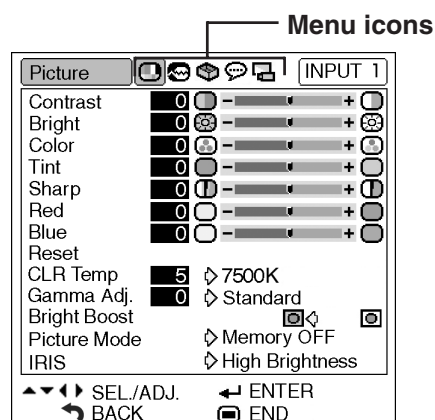 Menu icons
Picture INPUT 1
Contrast 0 - +
Bright 0 - +
Color 0 - +
Tint 0 - +
Sharp 0 - +
Red 0 - +
Blue 0 - +
Reset
CLR Temp 5 7500K
Gamma Adj. 0 Standard
Bright Boost
Picture Mode Memory OFF
IRIS High Brightness
SEL./ADJ. ENTER
BACK END